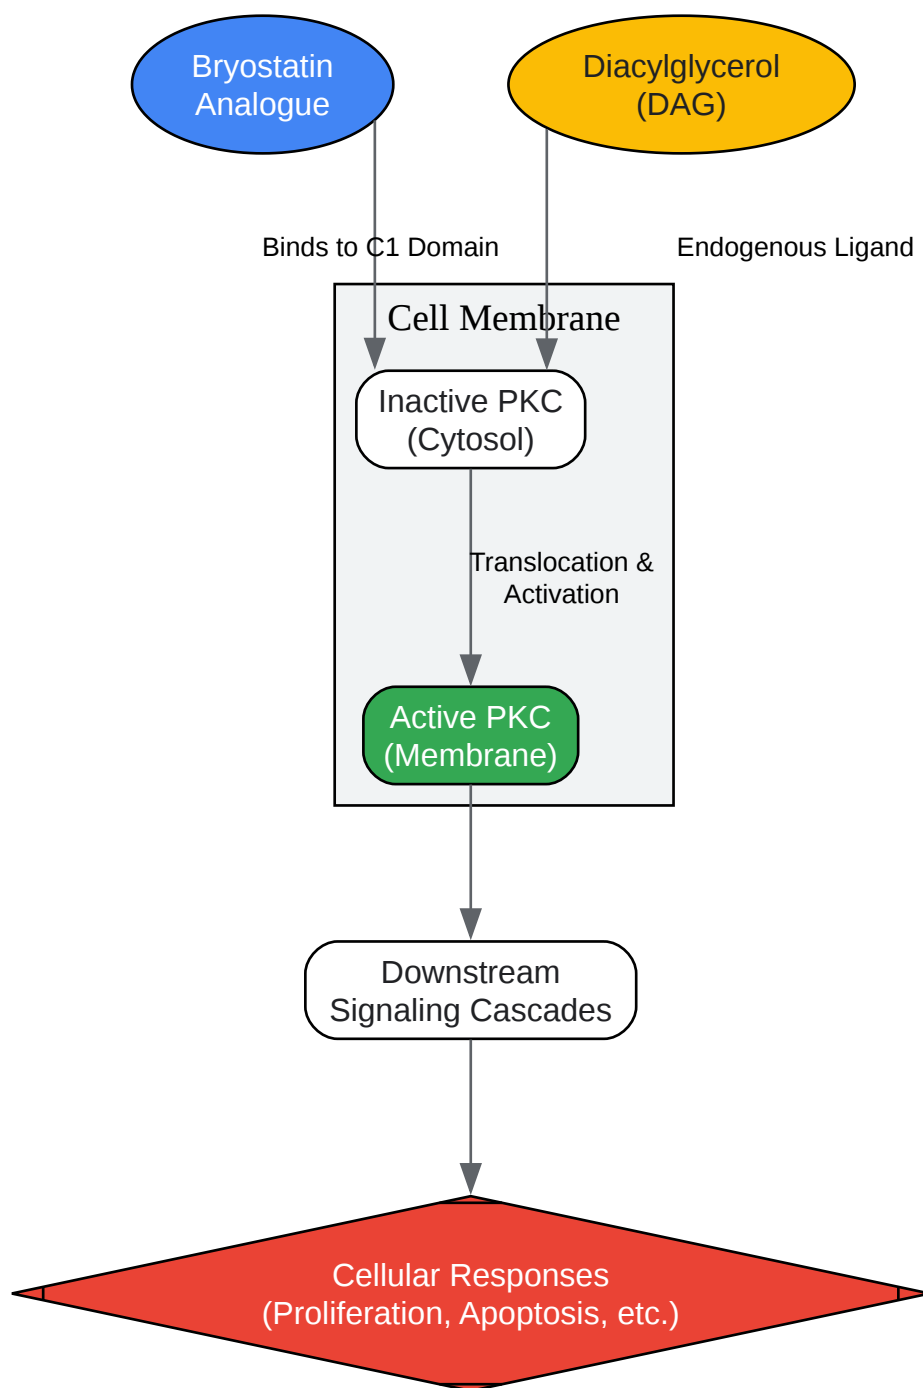 Bryostatin
Analogue
Diacylglycerol
(DAG)
Binds to C1 Domain
Endogenous Ligand
Cell Membrane
Inactive PKC
(Cytosol)
Translocation &
Activation
Active PKC
(Membrane)
Downstream
Signaling Cascades
Cellular Responses
(Proliferation, Apoptosis, etc.)